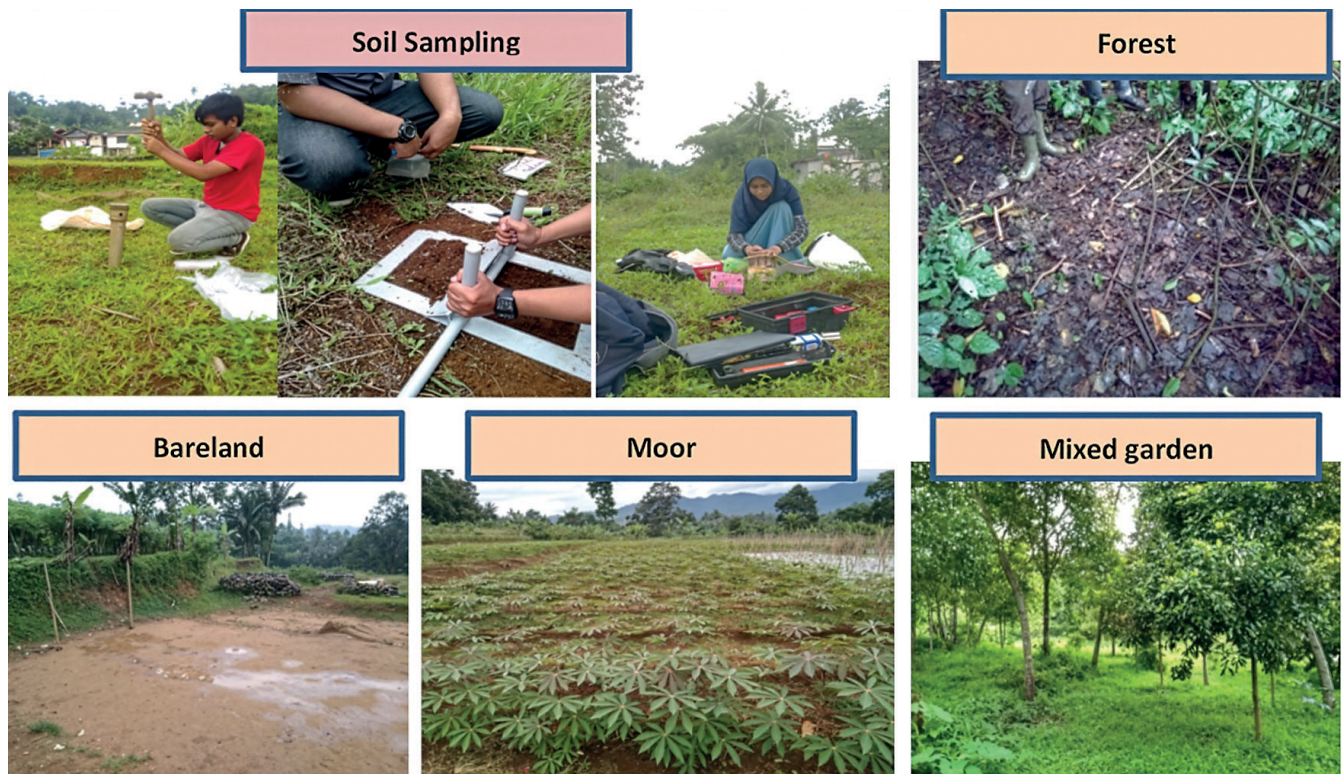 Soil Sampling
Forest
Bareland
Moor
Mixed garden